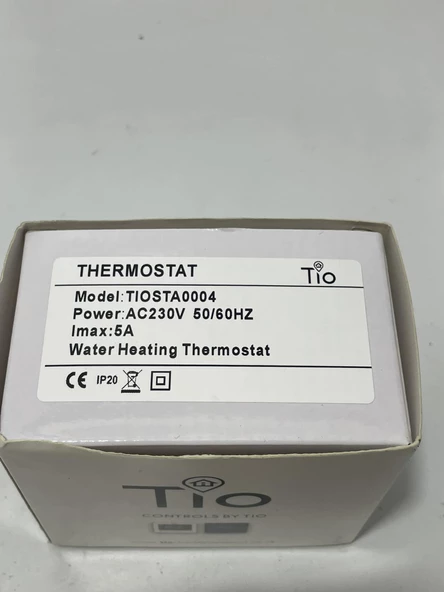 THERMOSTAT
Tio
Model:TIOSTA0004
Power:AC230V 50/60HZ
Imax:5A
Water Heating Thermostat
CE IP20
Tio
CONTROLS BY TIO